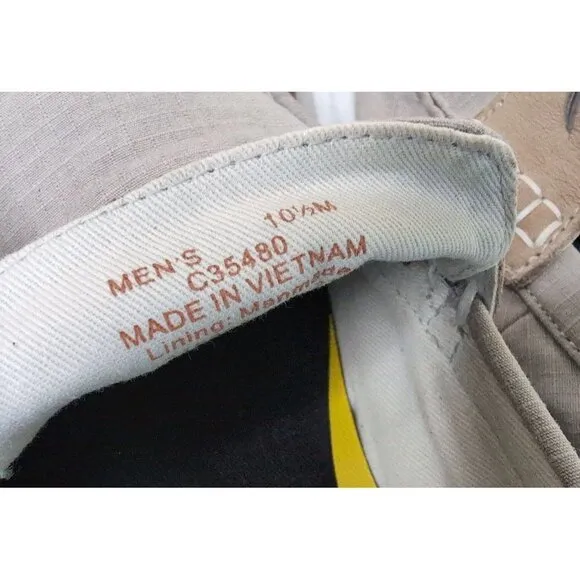 MEN'S 10½M
C35480
MADE IN VIETNAM
Lining: Manmade